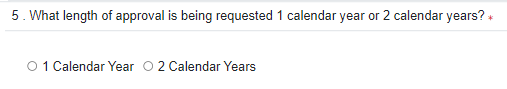 5 . What length of approval is being requested 1 calendar year or 2 calendar years? *
1 Calendar Year 2 Calendar Years